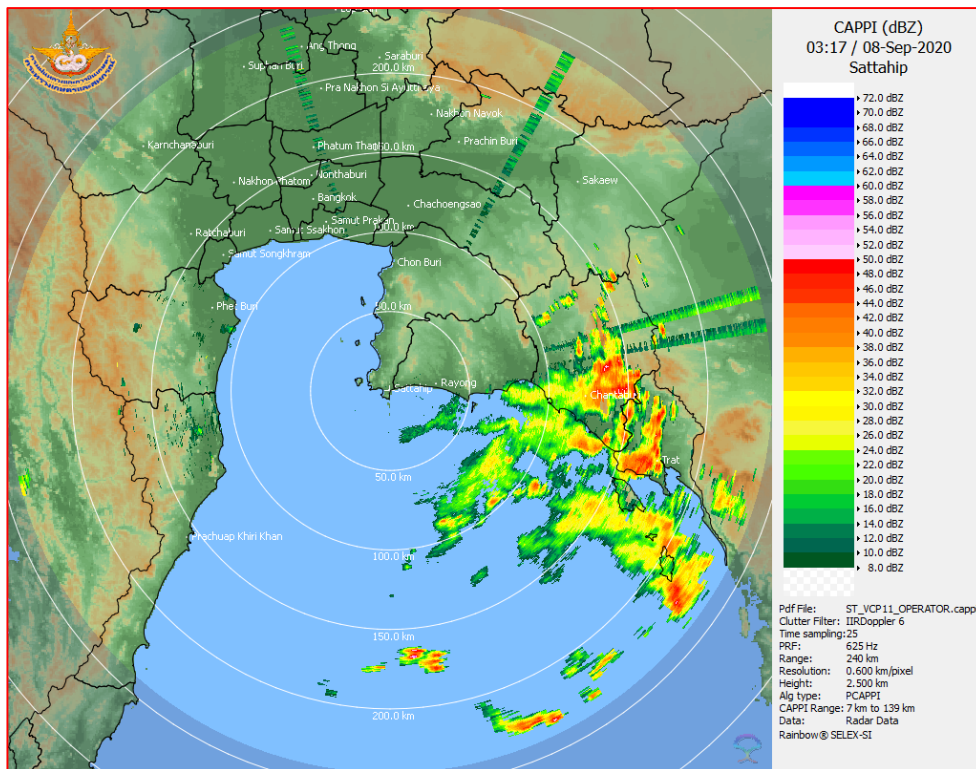 CAPPI (dBZ)
03:17 / 08-Sep-2020
Sattahip
72.0 dBZ
70.0 dBZ
68.0 dBZ
66.0 dBZ
64.0 dBZ
62.0 dBZ
60.0 dBZ
58.0 dBZ
56.0 dBZ
54.0 dBZ
52.0 dBZ
50.0 dBZ
48.0 dBZ
46.0 dBZ
44.0 dBZ
42.0 dBZ
40.0 dBZ
38.0 dBZ
36.0 dBZ
34.0 dBZ
32.0 dBZ
30.0 dBZ
28.0 dBZ
26.0 dBZ
24.0 dBZ
22.0 dBZ
20.0 dBZ
18.0 dBZ
16.0 dBZ
14.0 dBZ
12.0 dBZ
10.0 dBZ
8.0 dBZ
Pdf File: ST_VCP11_OPERATOR.capp
Clutter Filter: IIRDoppler 6
Time sampling:25
PRF: 625 Hz
Range: 240 km
Resolution: 0.600 km/pixel
Height: 2.500 km
Alg type: PCAPPI
CAPPI Range: 7 km to 139 km
Data: Radar Data
Rainbow® SELEX-SI
Ang Thong
Saraburi
Suphan Buri
200.0 km
Pra Nakhon Si Ayutthaya
Nakhon Nayok
Prachin Buri
Karnchanaburi
Phatum Thani
150.0 km
Nonthaburi
Nakhon Phatom
Sakaew
Bangkok
Chachoengsao
Samut Prakan
Ratchaburi
Samut Ssakhon
100.0 km
Samut Songkhram
Chon Buri
Phet Buri
50.0 km
Rayong
Trat
50.0 km
Prachuap Khiri Khan
100.0 km
150.0 km
200.0 km